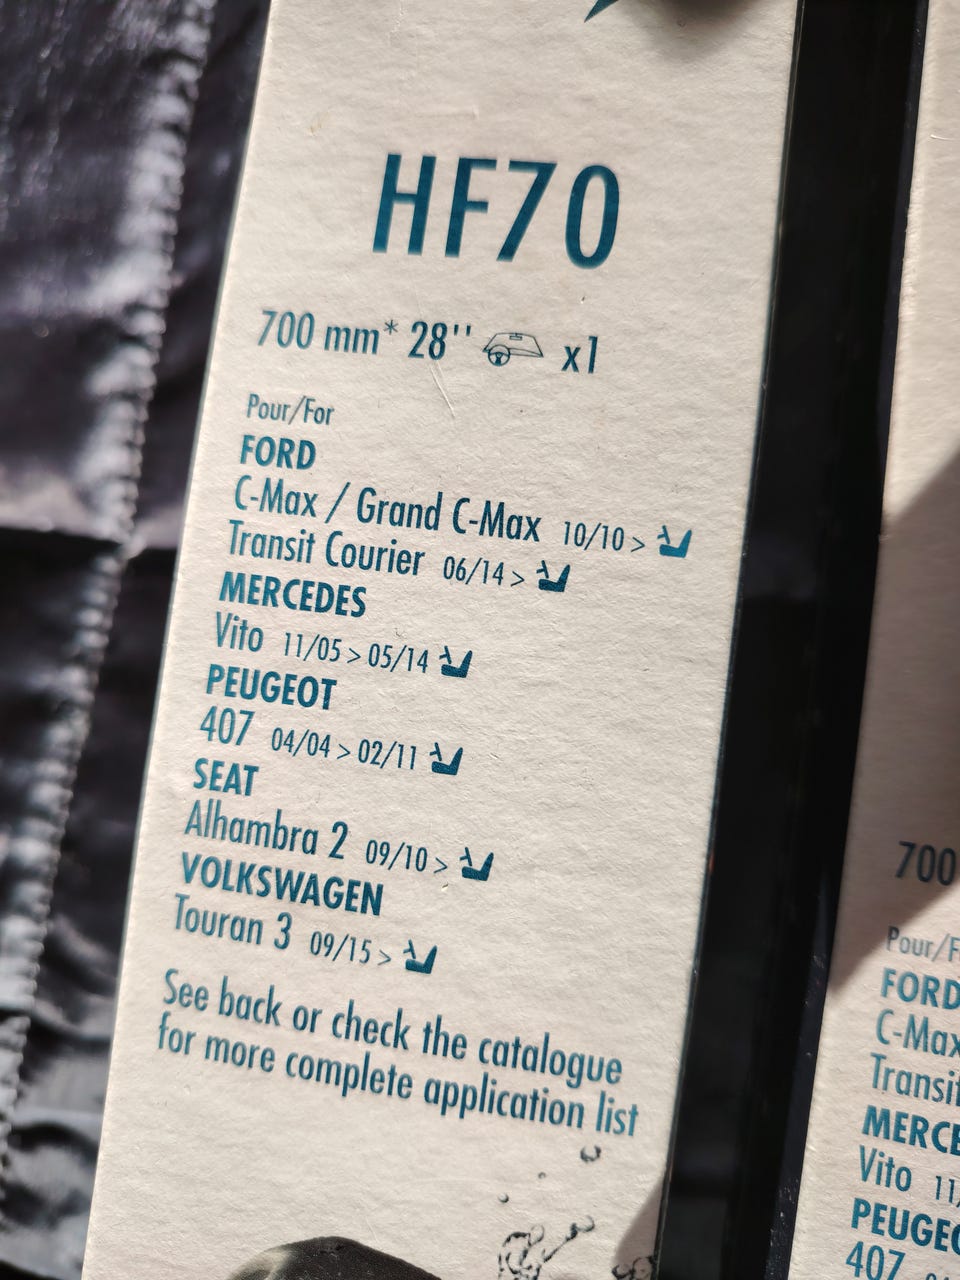 HF70
700 mm* 28'' x1
Pour/For
FORD
C-Max / Grand C-Max 10/10 >
Transit Courier 06/14 >
MERCEDES
Vito 11/05 > 05/14
PEUGEOT
407 04/04 > 02/11
SEAT
Alhambra 2 09/10 >
VOLKSWAGEN
Touran 3 09/15 >
See back or check the catalogue
for more complete application list
700
Pour/F
FORD
C-Max
Transit
MERCE
Vito 11/
PEUGEO
407